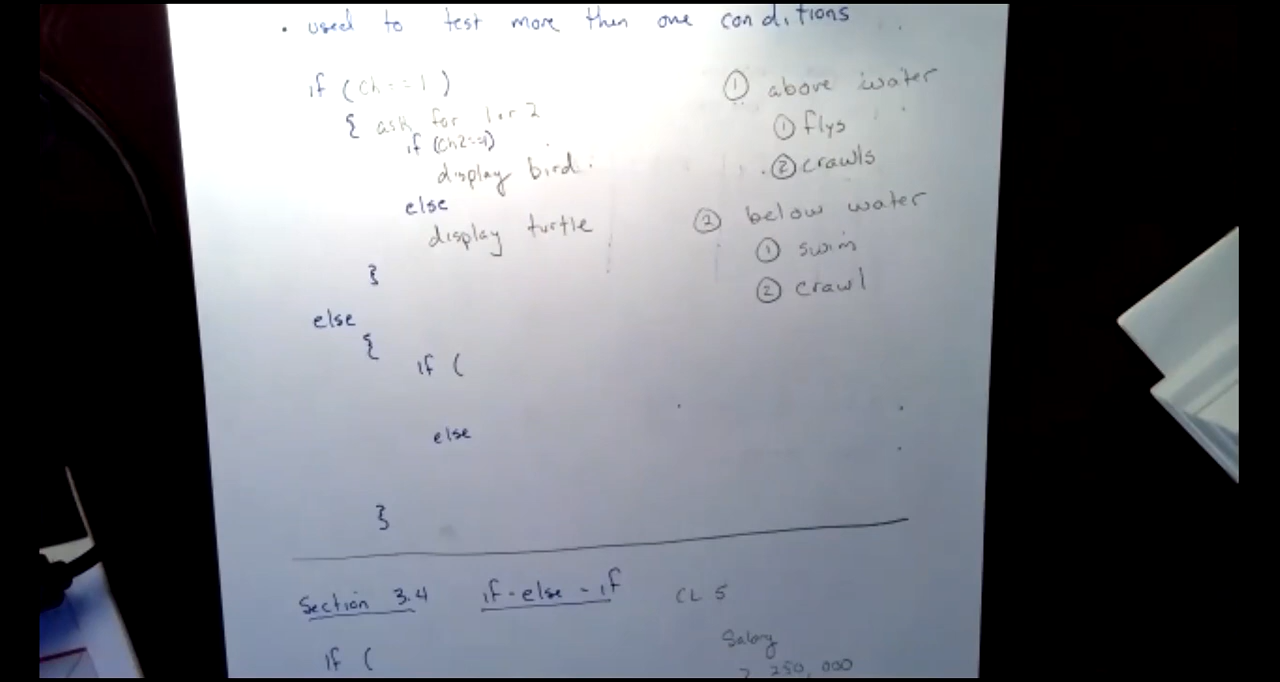 • used to test more then one conditions
if (ch==1)
{ ask for 1 or 2
if (ch2==1)
display bird.
else
display turtle
}
else
{
if (
else
}
① above water
① flys
② crawls
② below water
① swim
② crawl
Section 3.4 if-else-if CL 5
if (
Salary
> 250,000